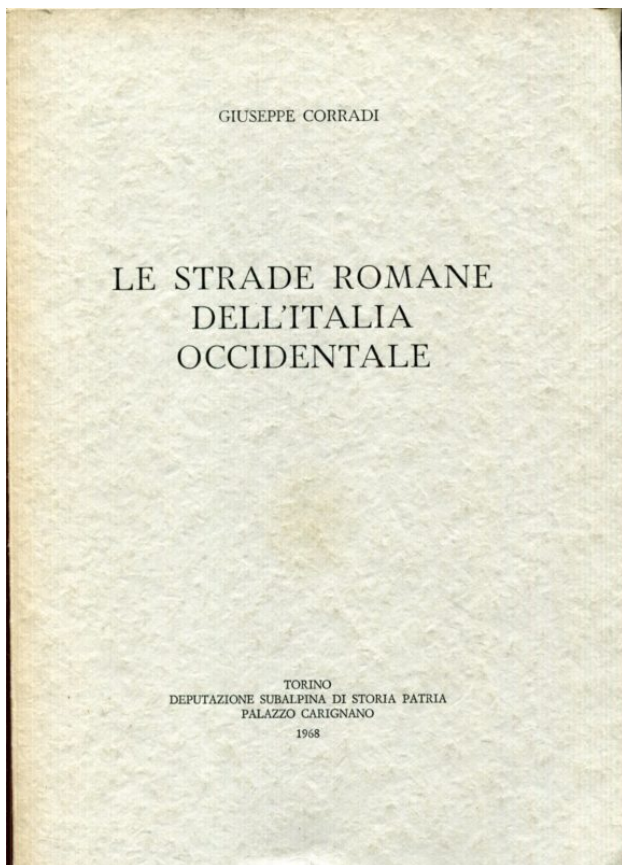 GIUSEPPE CORRADI
LE STRADE ROMANE
DELL'ITALIA
OCCIDENTALE
TORINO
DEPUTAZIONE SUBALPINA DI STORIA PATRIA
PALAZZO CARIGNANO
1968